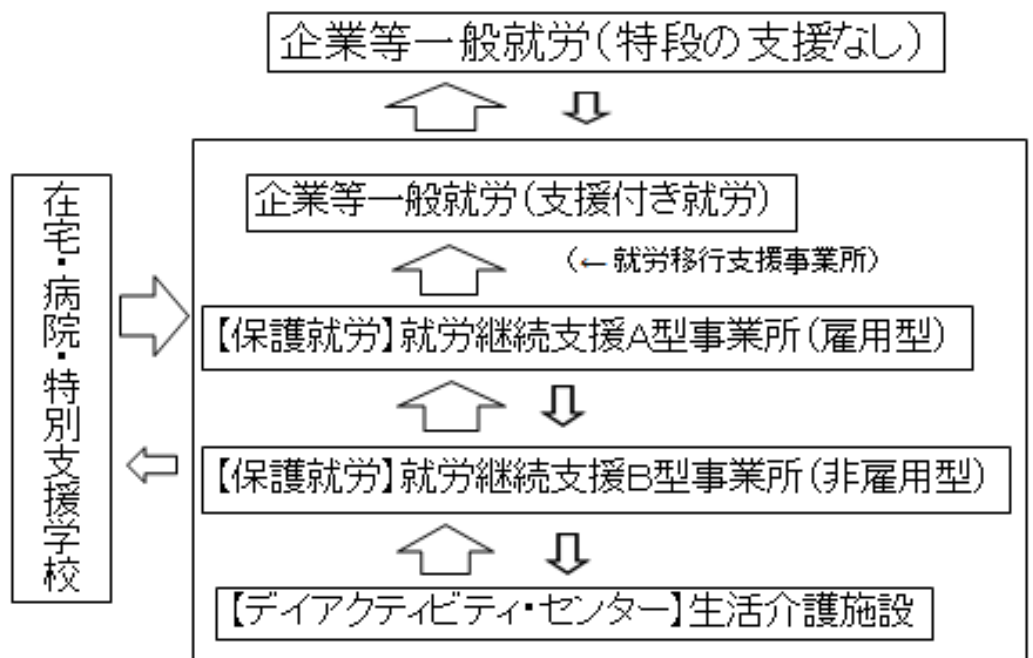 企業等一般就労(特段の支援なし)
在宅・病院・特別支援学校
企業等一般就労(支援付き就労)
(←就労移行支援事業所)
【保護就労】就労継続支援A型事業所(雇用型)
【保護就労】就労継続支援B型事業所(非雇用型)
【デイアクティビティ・センター】生活介護施設